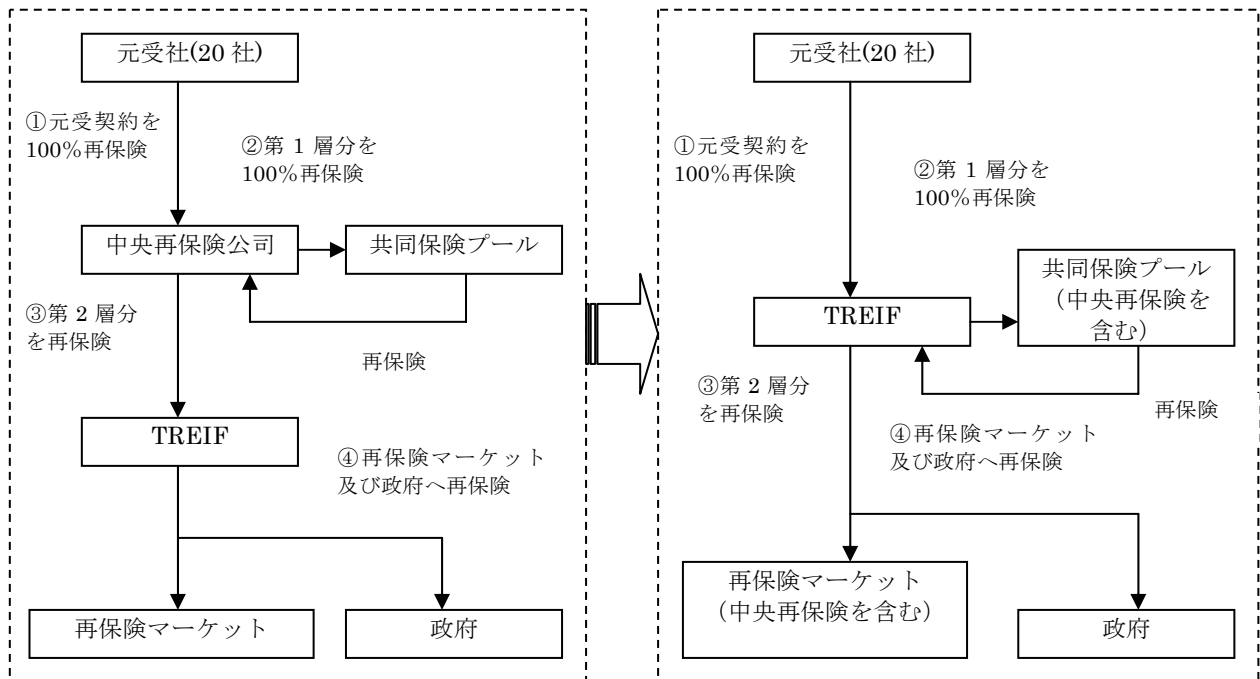 元受社(20 社)
①元受契約を
100%再保険
②第 1 層分を
100%再保険
中央再保険公司
共同保険プール
③第 2 層分
を再保険
再保険
TREIF
④再保険マーケット
及び政府へ再保険
再保険マーケット
政府
元受社(20 社)
①元受契約を
100%再保険
②第 1 層分を
100%再保険
共同保険プール
（中央再保険を
含む）
TREIF
③第 2 層分
を再保険
再保険
④再保険マーケット
及び政府へ再保険
再保険マーケット
（中央再保険を含む）
政府